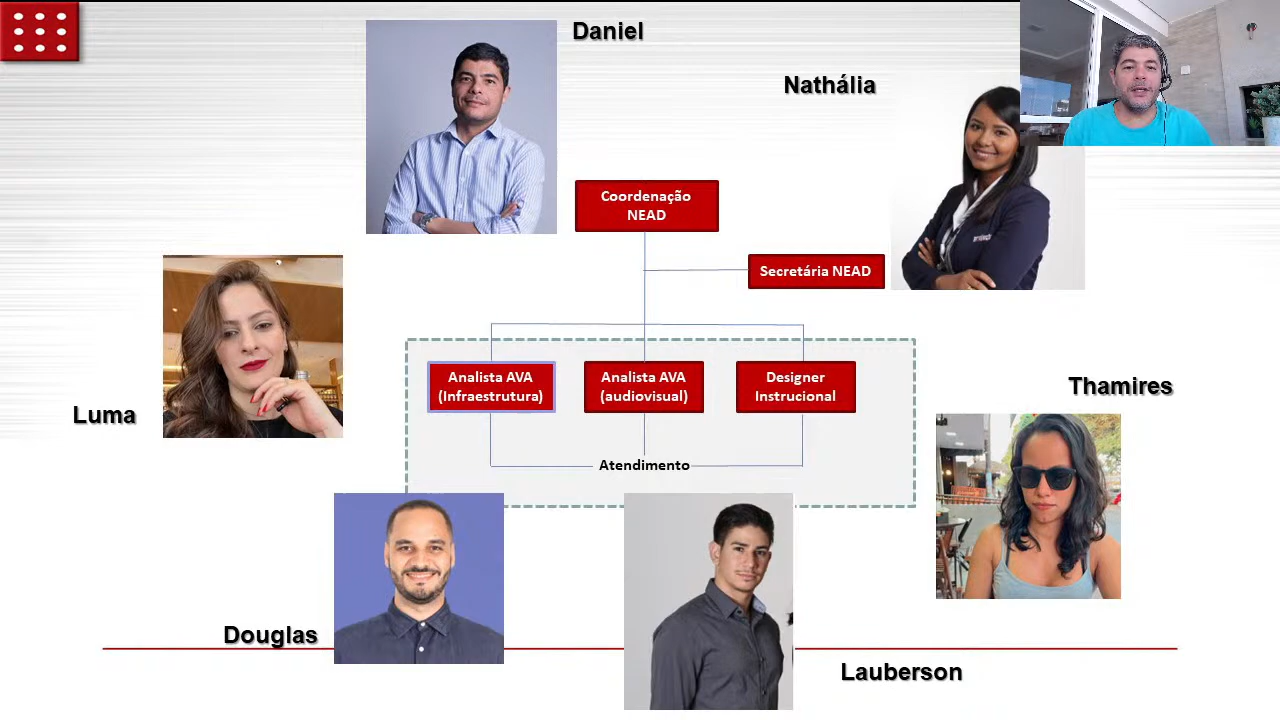 Daniel
Nathália
Coordenação
NEAD
Secretária NEAD
Analista AVA
(Infraestrutura)
Analista AVA
(audiovisual)
Designer
Instrucional
Thamires
Luma
Atendimento
Douglas
Lauberson